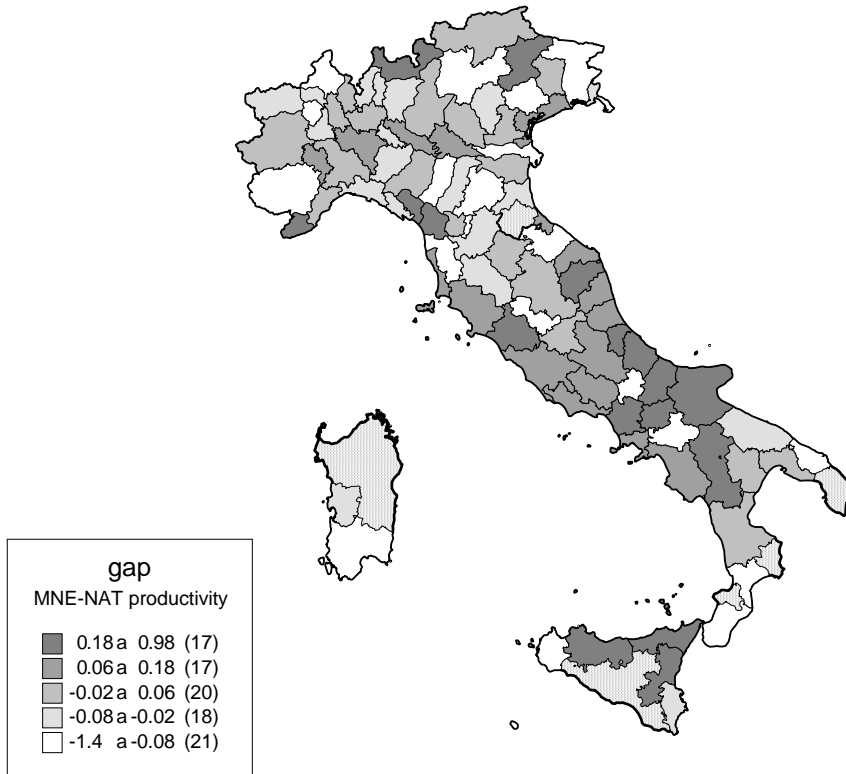 gap
MNE-NAT productivity
0.18 a 0.98 (17)
0.06 a 0.18 (17)
-0.02 a 0.06 (20)
-0.08 a -0.02 (18)
-1.4 a -0.08 (21)